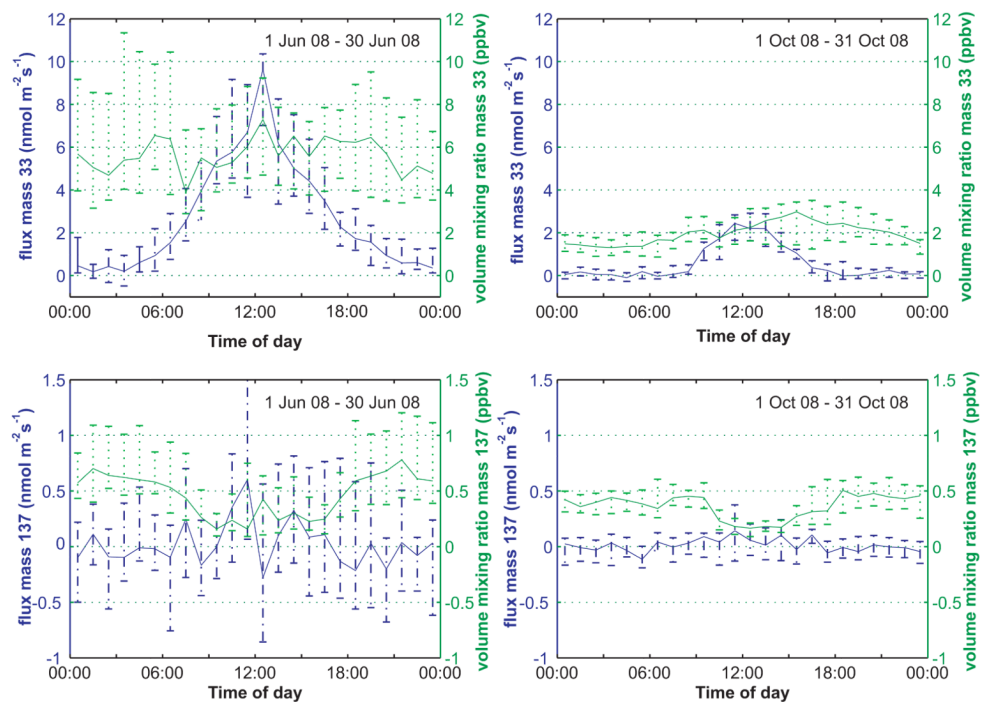 1 Jun 08 - 30 Jun 08
flux mass 33 (nmol m⁻² s⁻¹)
12
10
8
6
4
2
0
12
10
8
6
4
2
0
volume mixing ratio mass 33 (ppbv)
00:00 06:00 12:00 18:00 00:00
Time of day
1 Oct 08 - 31 Oct 08
flux mass 33 (nmol m⁻² s⁻¹)
12
10
8
6
4
2
0
12
10
8
6
4
2
0
volume mixing ratio mass 33 (ppbv)
00:00 06:00 12:00 18:00 00:00
Time of day
1 Jun 08 - 30 Jun 08
flux mass 137 (nmol m⁻² s⁻¹)
1.5
1
0.5
0
-0.5
-1
1.5
1
0.5
0
-0.5
-1
volume mixing ratio mass 137 (ppbv)
00:00 06:00 12:00 18:00 00:00
Time of day
1 Oct 08 - 31 Oct 08
flux mass 137 (nmol m⁻² s⁻¹)
1.5
1
0.5
0
-0.5
-1
1.5
1
0.5
0
-0.5
-1
volume mixing ratio mass 137 (ppbv)
00:00 06:00 12:00 18:00 00:00
Time of day